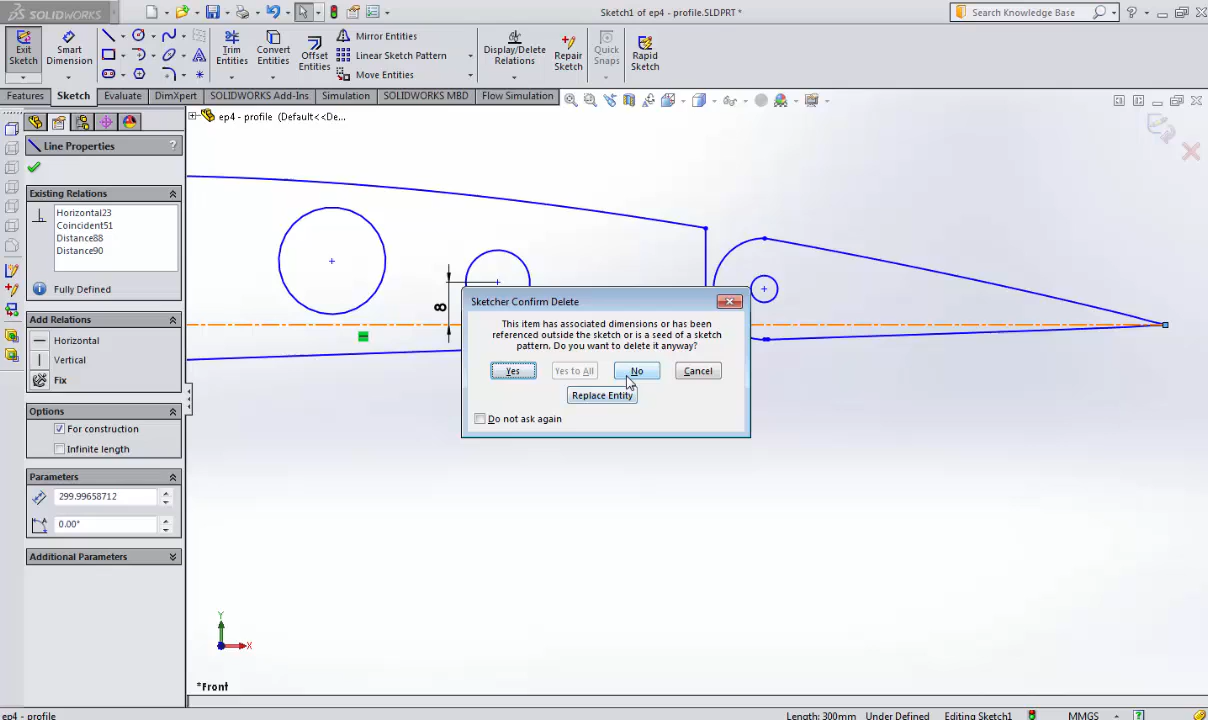 SOLIDWORKS
Sketch1 of ep4 - profile.SLDPRT *
Search Knowledge Base
?
Exit
Sketch
Smart
Dimension
Trim
Entities
Convert
Entities
Offset
Entities
Mirror Entities
Linear Sketch Pattern
Move Entities
Display/Delete
Relations
Repair
Sketch
Quick
Snaps
Rapid
Sketch
Features
Sketch
Evaluate
DimXpert
SOLIDWORKS Add-Ins
Simulation
SOLIDWORKS MBD
Flow Simulation
ep4 - profile (Default<<De...
Line Properties
?
Existing Relations
Horizontal23
Coincident51
Distance88
Distance90
Fully Defined
Add Relations
Horizontal
Vertical
Fix
Options
For construction
Infinite length
Parameters
299.99658712
0.00°
Additional Parameters
8
Sketcher Confirm Delete
This item has associated dimensions or has been
referenced outside the sketch or is a seed of a sketch
pattern. Do you want to delete it anyway?
Yes
Yes to All
No
Cancel
Replace Entity
Do not ask again
Y
X
*Front
ep4 - profile
Length: 300mm
Under Defined
Editing Sketch1
MMGS
?